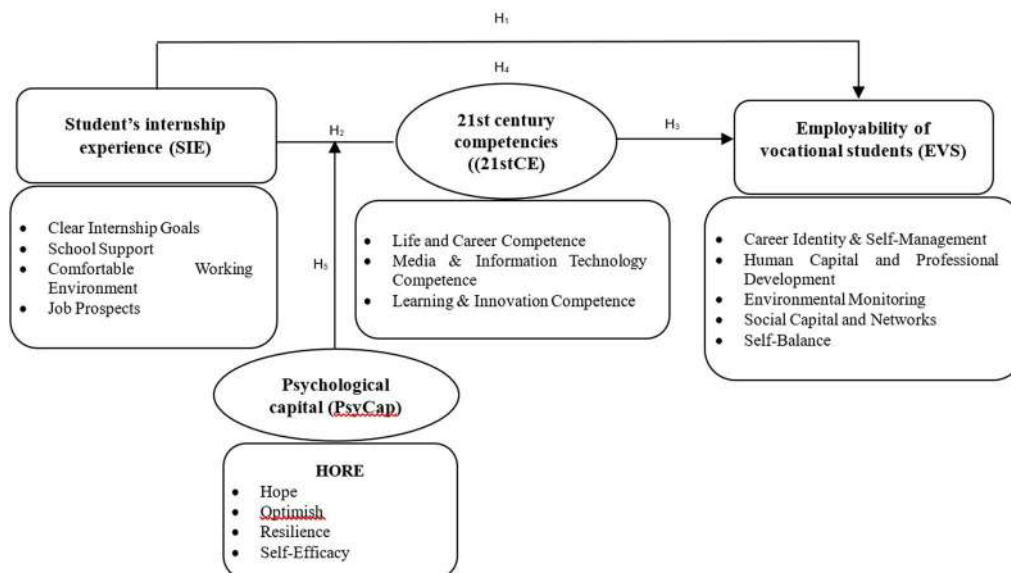 H₁
H₄
Student's internship
experience (SIE)
H₂
21st century
competencies
((21stCE)
H₃
Employability of
vocational students (EVS)
• Clear Internship Goals
• School Support
• Comfortable Working
Environment
• Job Prospects
H₅
• Life and Career Competence
• Media & Information Technology
Competence
• Learning & Innovation Competence
• Career Identity & Self-Management
• Human Capital and Professional
Development
• Environmental Monitoring
• Social Capital and Networks
• Self-Balance
Psychological
capital (PsyCap)
HORE
• Hope
• Optimish
• Resilience
• Self-Efficacy